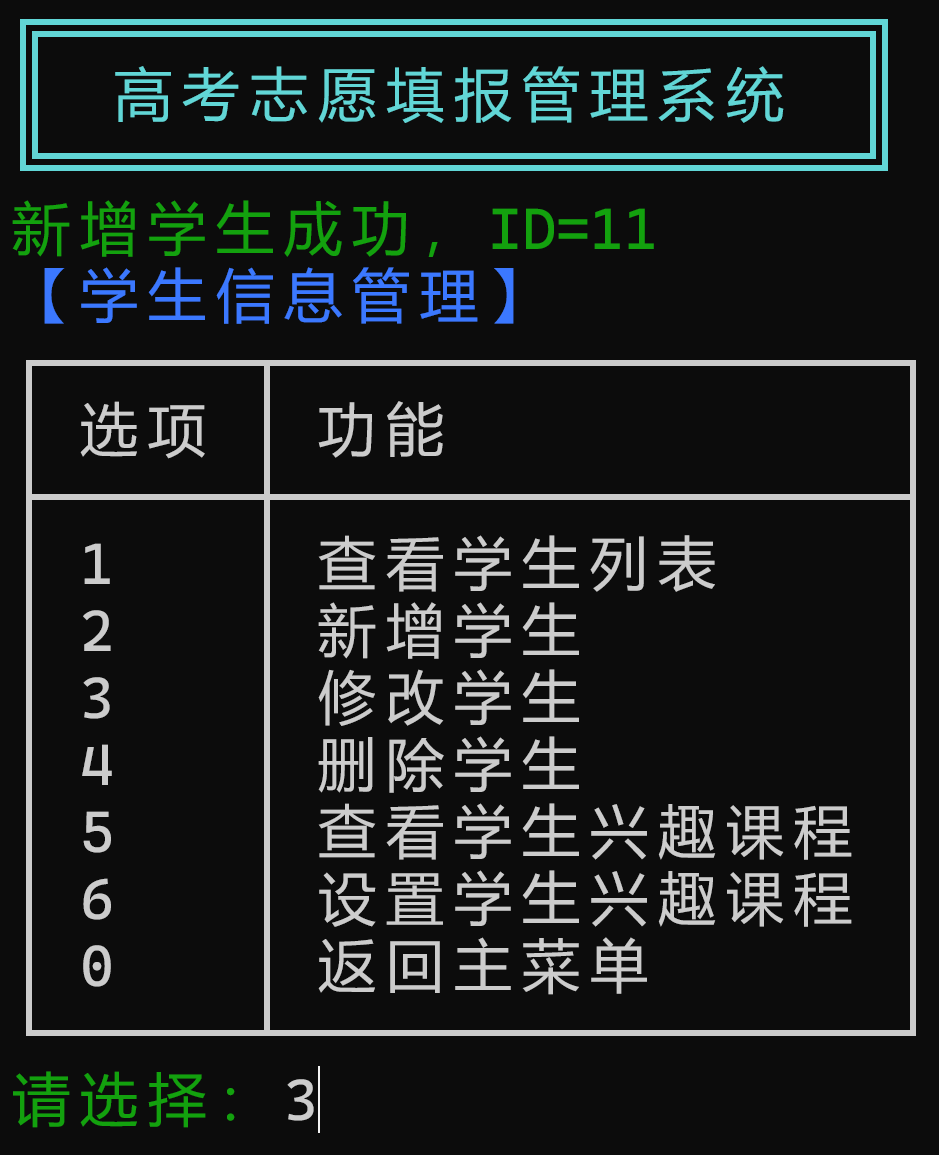 高考志愿填报管理系统
新增学生成功，ID=11
【学生信息管理】
选项 功能
1 查看学生列表
2 新增学生
3 修改学生
4 删除学生
5 查看学生兴趣课程
6 设置学生兴趣课程
0 返回主菜单
请选择：3